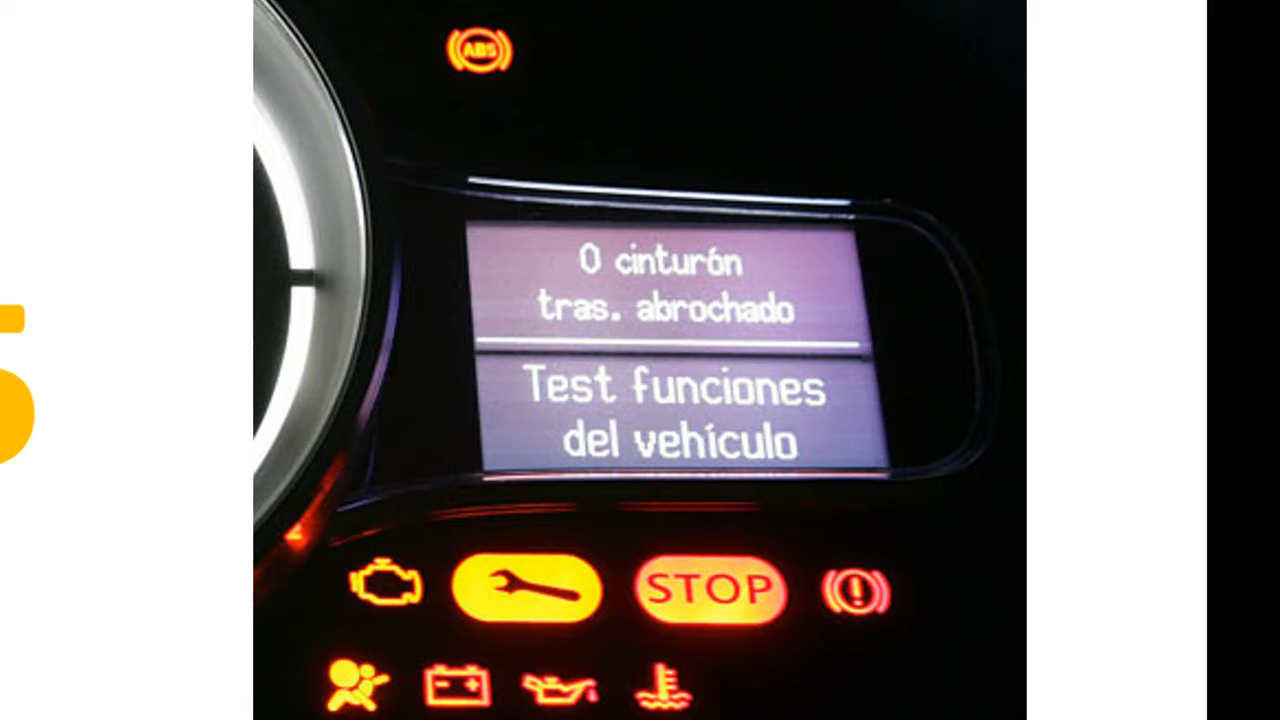 ABS
0 cinturón
tras. abrochado
Test funciones
del vehículo
STOP